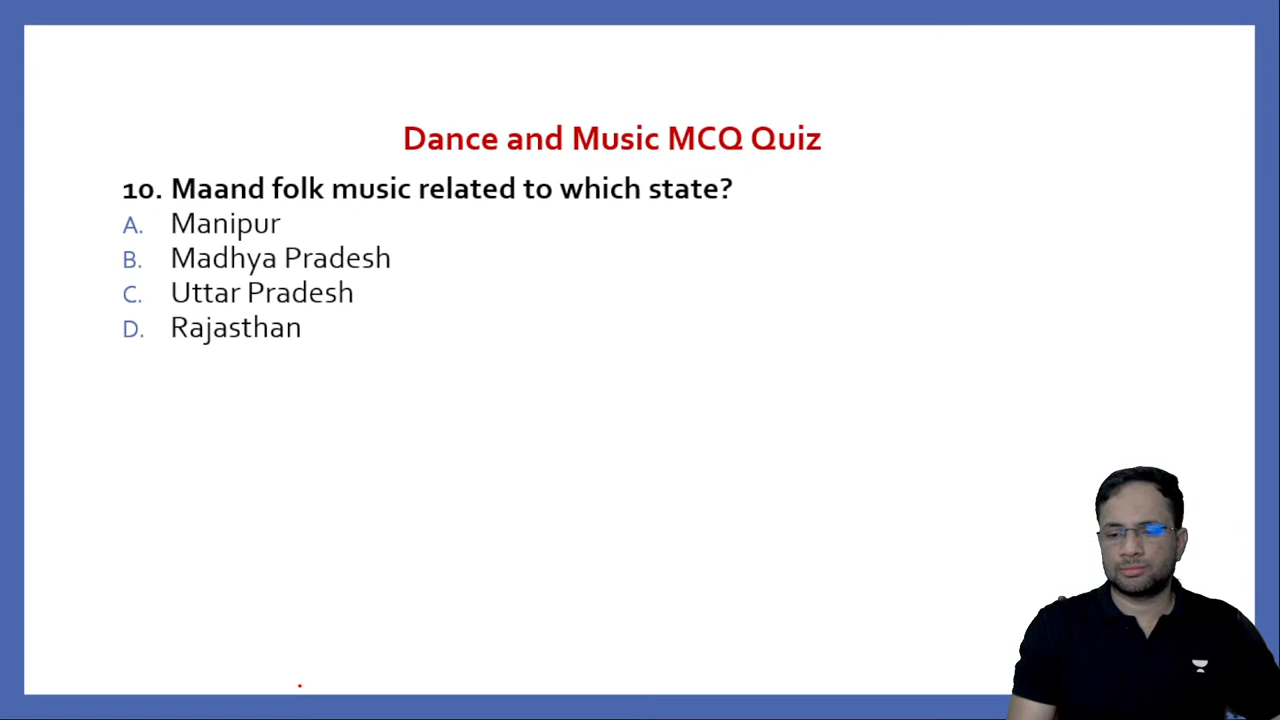 Dance and Music MCQ Quiz
10. Maand folk music related to which state?
A. Manipur
B. Madhya Pradesh
C. Uttar Pradesh
D. Rajasthan